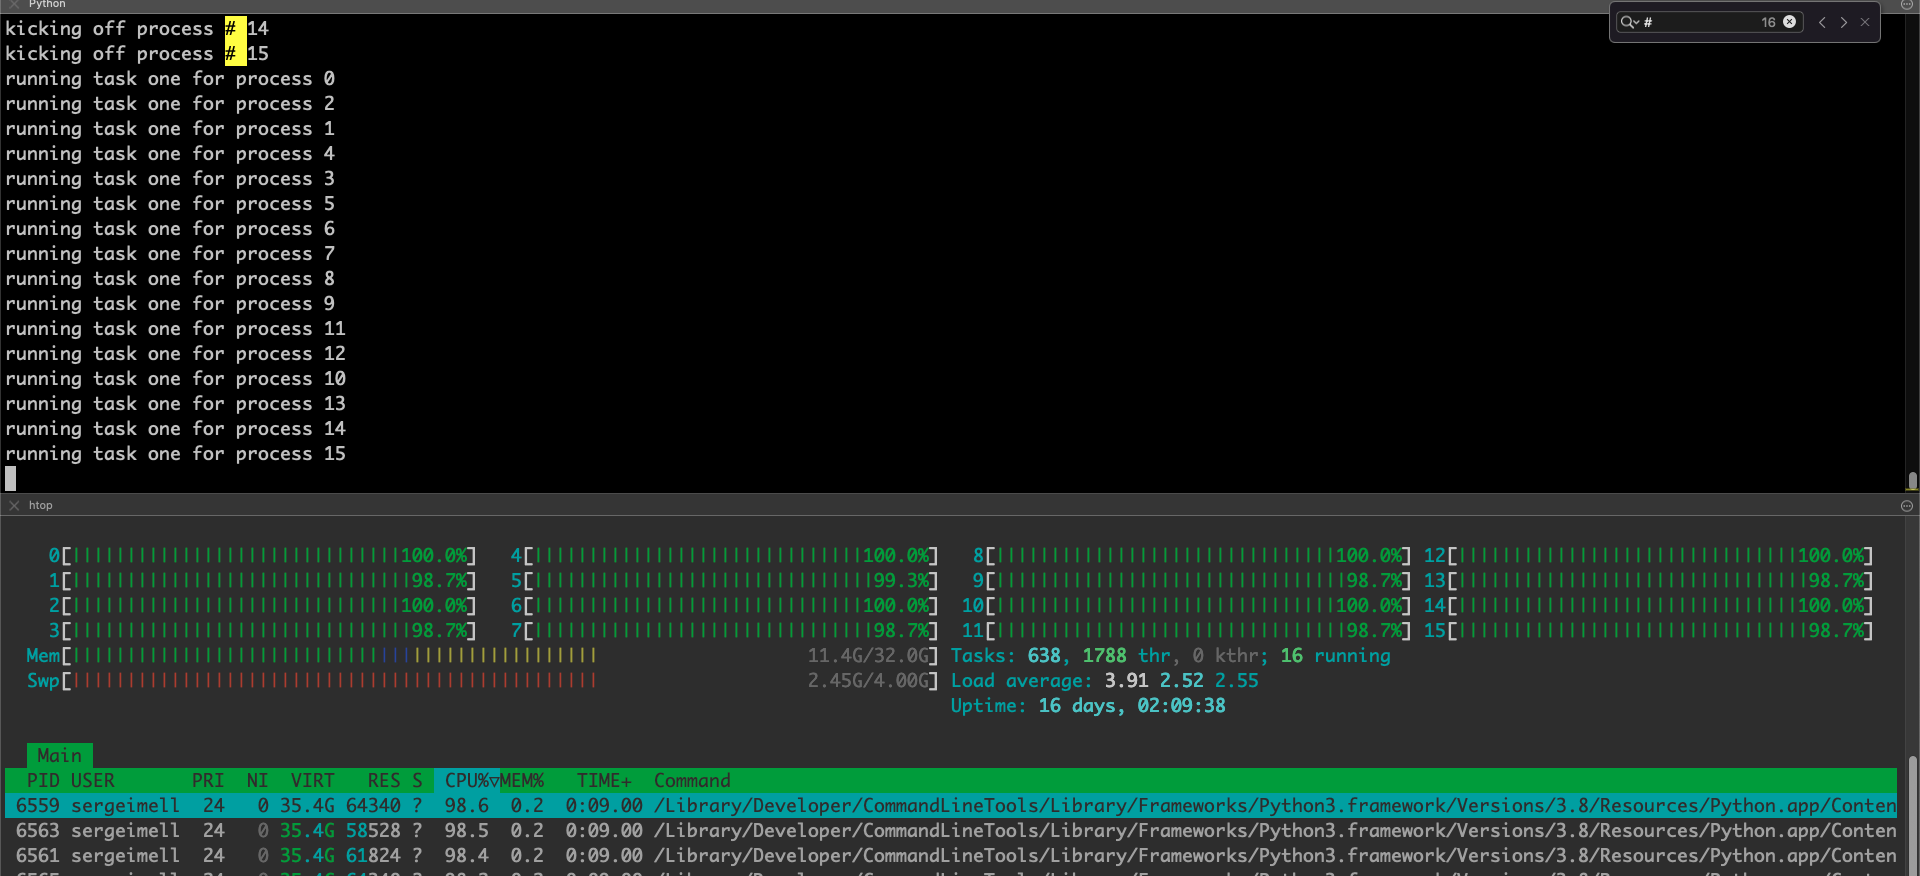 Python
# 16
kicking off process # 14
kicking off process # 15
running task one for process 0
running task one for process 2
running task one for process 1
running task one for process 4
running task one for process 3
running task one for process 5
running task one for process 6
running task one for process 7
running task one for process 8
running task one for process 9
running task one for process 11
running task one for process 12
running task one for process 10
running task one for process 13
running task one for process 14
running task one for process 15
htop
0[||||||||||||||||||||||||||||||100.0%] 4[||||||||||||||||||||||||||||||100.0%] 8[|||||||||||||||||||||||||||||||100.0%] 12[|||||||||||||||||||||||||||||||100.0%]
1[|||||||||||||||||||||||||||||||98.7%] 5[|||||||||||||||||||||||||||||||99.3%] 9[||||||||||||||||||||||||||||||||98.7%] 13[||||||||||||||||||||||||||||||||98.7%]
2[||||||||||||||||||||||||||||||100.0%] 6[||||||||||||||||||||||||||||||100.0%] 10[|||||||||||||||||||||||||||||||100.0%] 14[|||||||||||||||||||||||||||||||100.0%]
3[|||||||||||||||||||||||||||||||98.7%] 7[|||||||||||||||||||||||||||||||98.7%] 11[||||||||||||||||||||||||||||||||98.7%] 15[||||||||||||||||||||||||||||||||98.7%]
Mem[|||||||||||||||||||||||||||||||||||||||||||||||| 11.4G/32.0G] Tasks: 638, 1788 thr, 0 kthr; 16 running
Swp[|||||||||||||||||||||||||||||||||||||||||||||||| 2.45G/4.00G] Load average: 3.91 2.52 2.55
Uptime: 16 days, 02:09:38
Main
PID USER PRI NI VIRT RES S CPU%▽MEM% TIME+ Command
6559 sergeimell 24 0 35.4G 64340 ? 98.6 0.2 0:09.00 /Library/Developer/CommandLineTools/Library/Frameworks/Python3.framework/Versions/3.8/Resources/Python.app/Conten
6563 sergeimell 24 0 35.4G 58528 ? 98.5 0.2 0:09.00 /Library/Developer/CommandLineTools/Library/Frameworks/Python3.framework/Versions/3.8/Resources/Python.app/Conten
6561 sergeimell 24 0 35.4G 61824 ? 98.4 0.2 0:09.00 /Library/Developer/CommandLineTools/Library/Frameworks/Python3.framework/Versions/3.8/Resources/Python.app/Conten